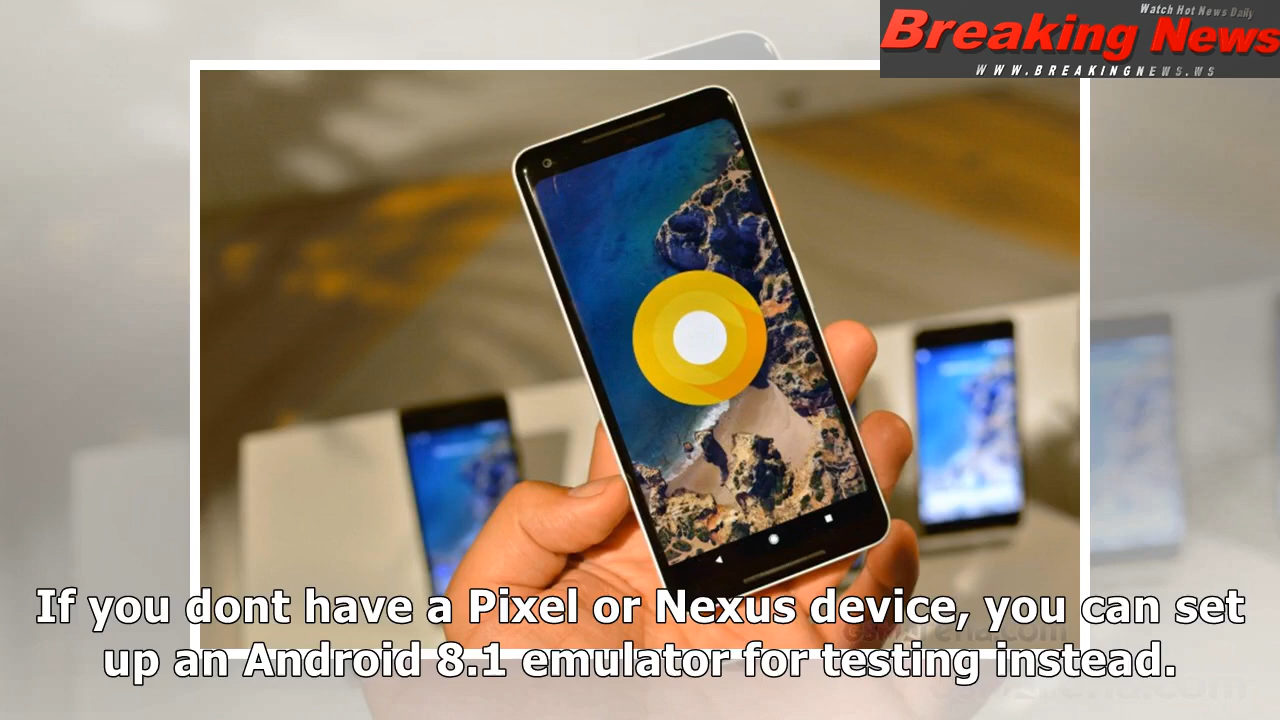 Watch Hot News Daily
Breaking News
WWW.BREAKINGNEWS.WS
If you dont have a Pixel or Nexus device, you can set
up an Android 8.1 emulator for testing instead.